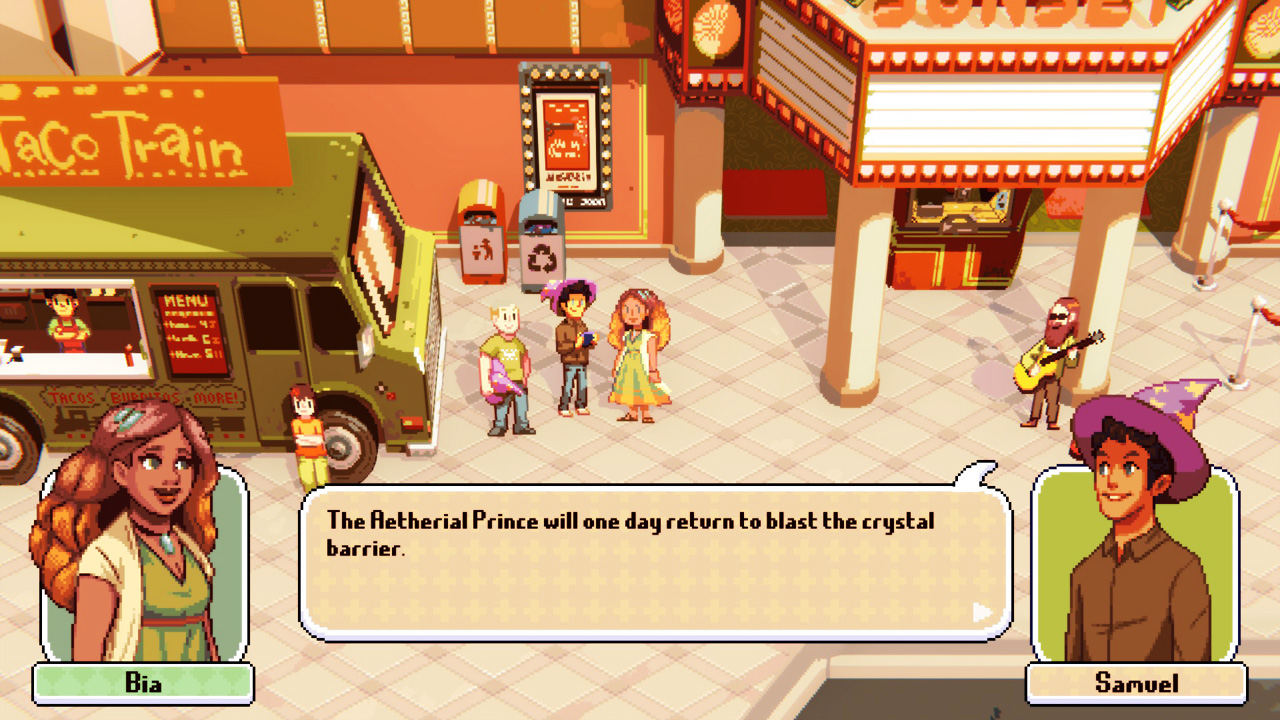 SUNSET
Taco Train
MENU
TACOS BURRITOS MORE!
The Aetherial Prince will one day return to blast the crystal
barrier.
Bia
Samuel